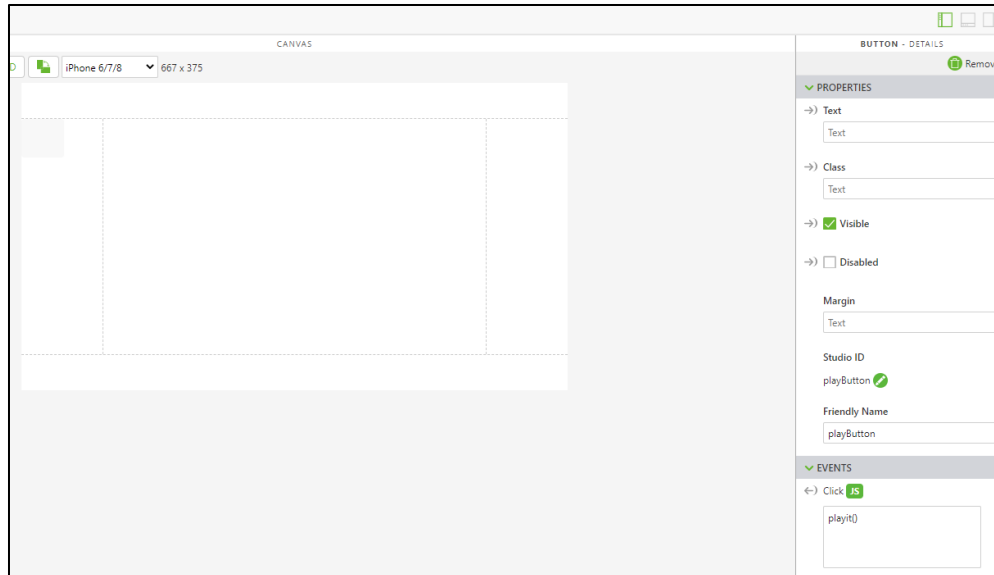 CANVAS
BUTTON - DETAILS
iPhone 6/7/8
667 x 375
Remov
PROPERTIES
Text
Text
Class
Text
Visible
Disabled
Margin
Text
Studio ID
playButton
Friendly Name
playButton
EVENTS
Click JS
playit()